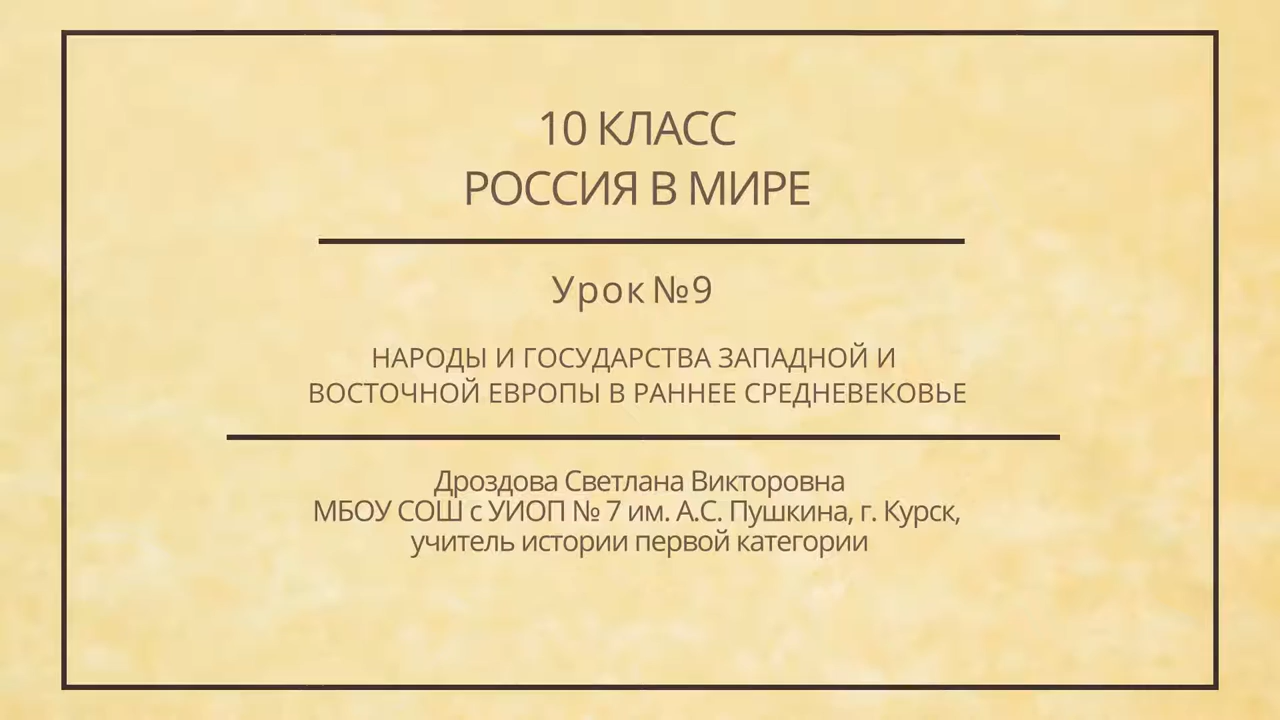 10 КЛАСС
РОССИЯ В МИРЕ
Урок №9
НАРОДЫ И ГОСУДАРСТВА ЗАПАДНОЙ И
ВОСТОЧНОЙ ЕВРОПЫ В РАННЕЕ СРЕДНЕВЕКОВЬЕ
Дроздова Светлана Викторовна
МБОУ СОШ с УИОП № 7 им. А.С. Пушкина, г. Курск,
учитель истории первой категории